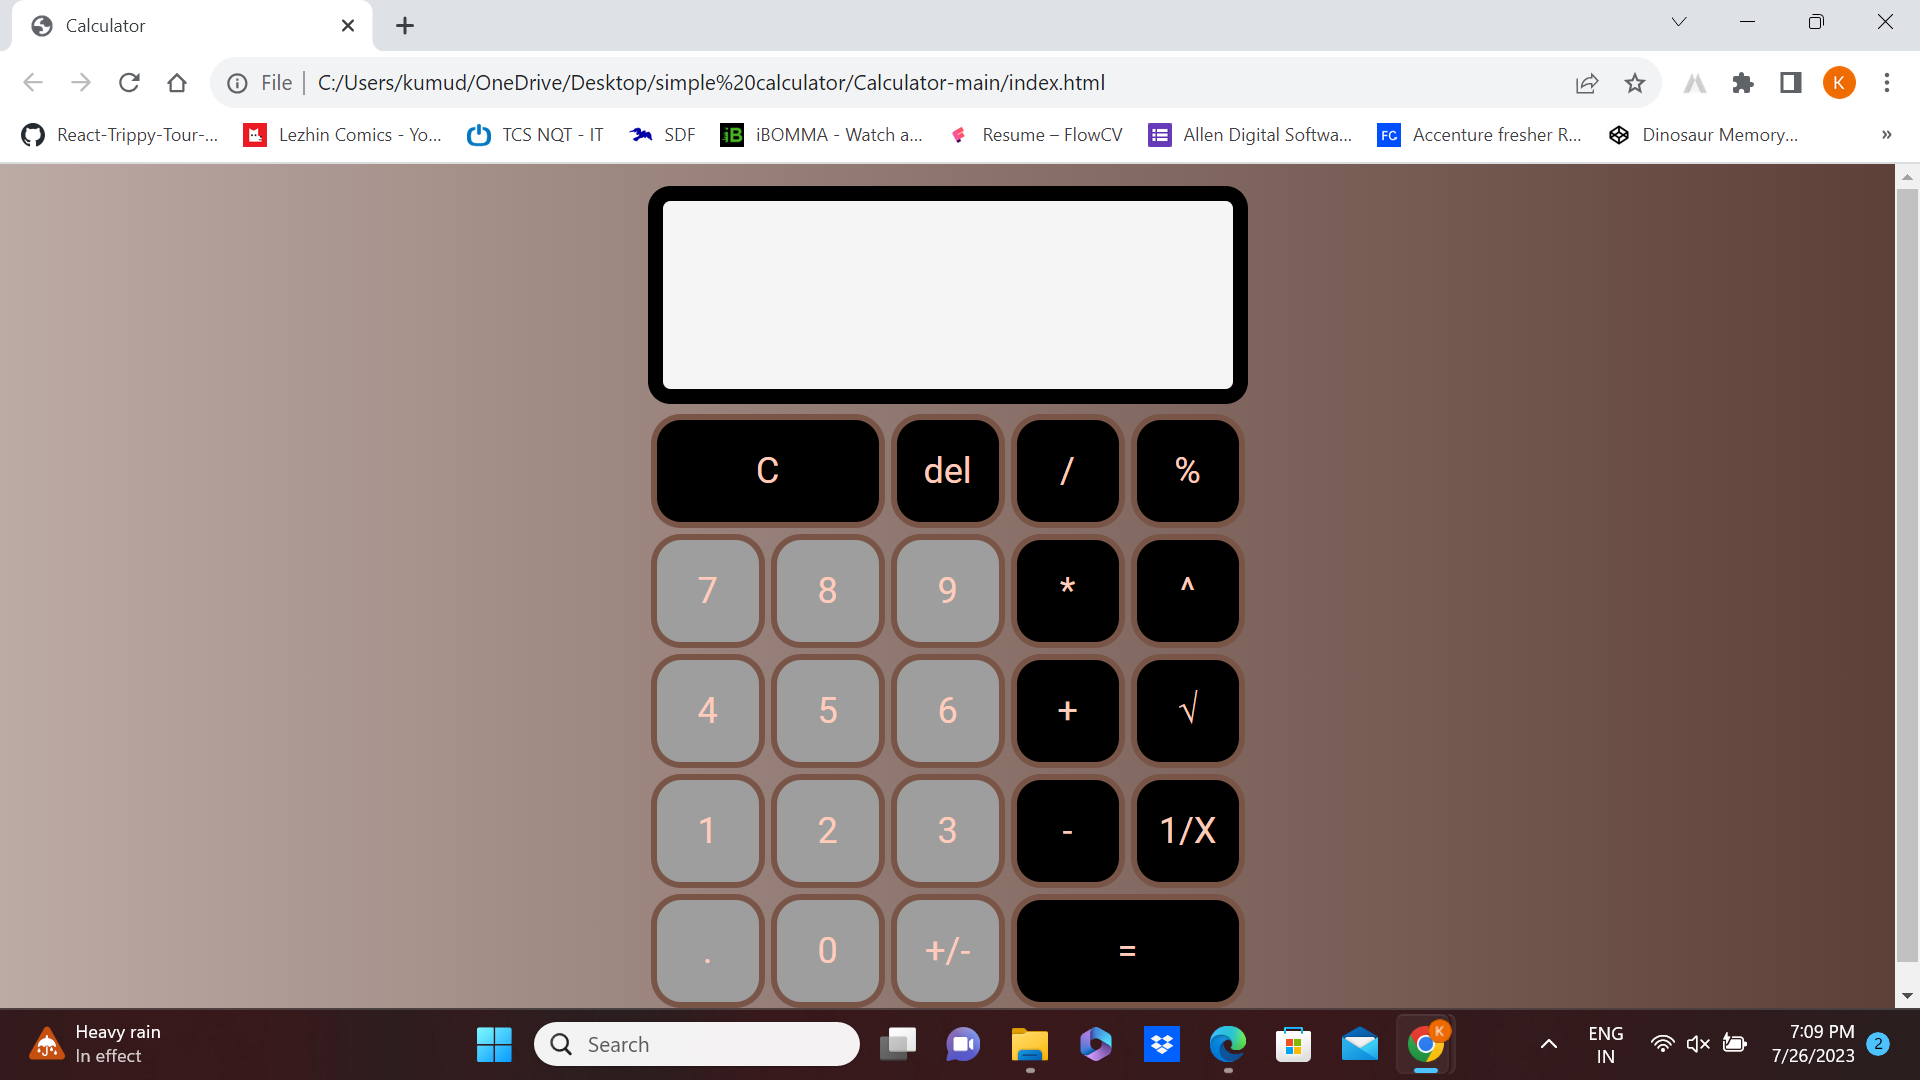 Calculator
File
C:/Users/kumud/OneDrive/Desktop/simple%20calculator/Calculator-main/index.html
K
React-Trippy-Tour-...
Lezhin Comics - Yo...
TCS NQT - IT
SDF
iB
iBOMMA - Watch a...
Resume – FlowCV
Allen Digital Softwa...
FC
Accenture fresher R...
Dinosaur Memory...
»
C del / %
7 8 9 * ^
4 5 6 + √
1 2 3 - 1/X
. 0 +/- =
Heavy rain
In effect
Search
K
ENG
IN
7:09 PM
7/26/2023
2